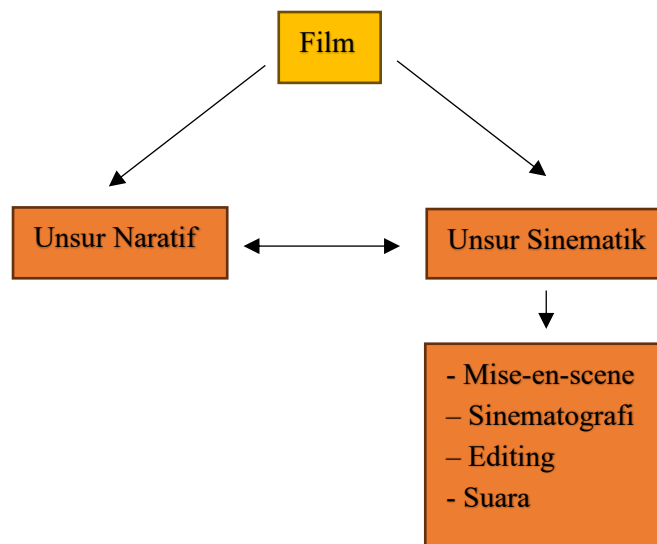 Film
Unsur Naratif
Unsur Sinematik
- Mise-en-scene
– Sinematografi
– Editing
- Suara